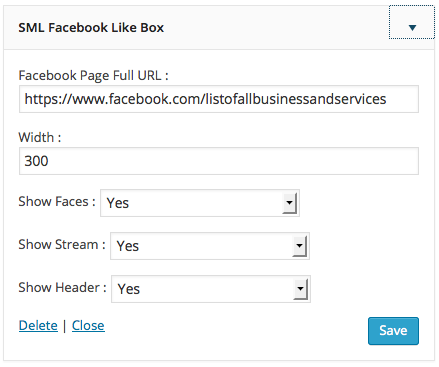 SML Facebook Like Box
Facebook Page Full URL :
https://www.facebook.com/listofallbusinessandservices
Width :
300
Show Faces : Yes
Show Stream : Yes
Show Header : Yes
Delete | Close
Save